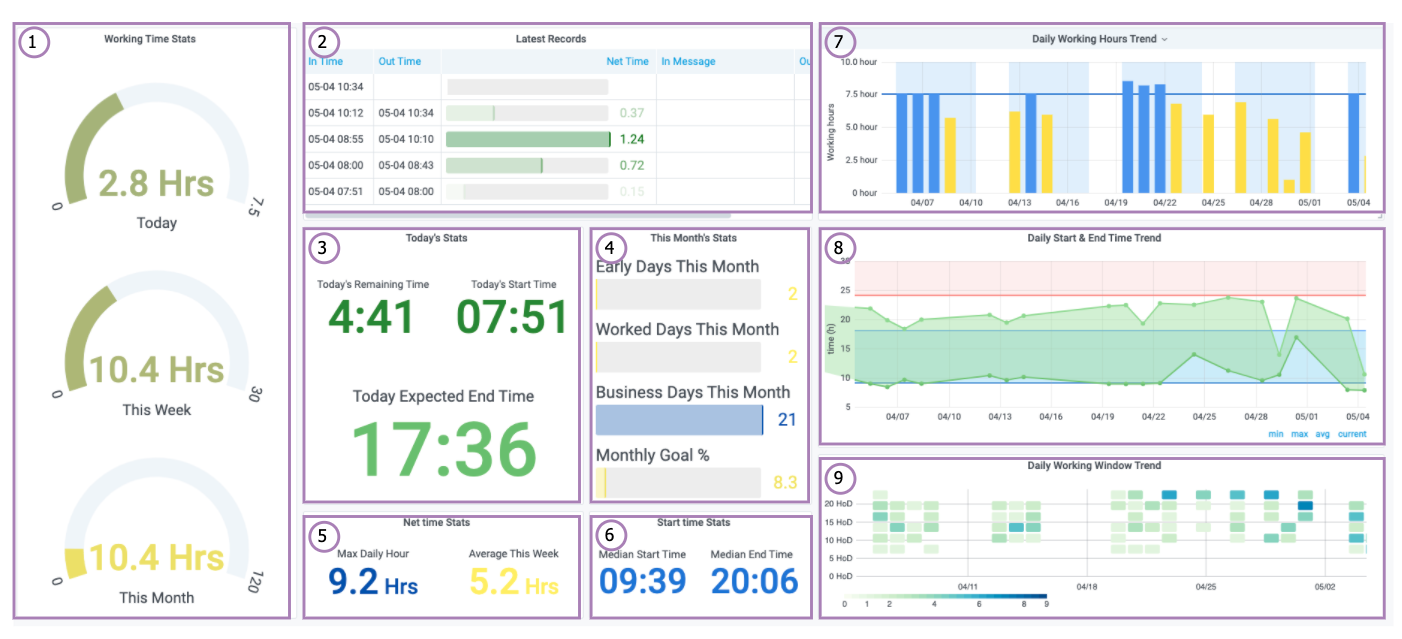 1
Working Time Stats
2.8 Hrs
0
7.5
Today
10.4 Hrs
0
30
This Week
10.4 Hrs
0
120
This Month
2
Latest Records
In Time Out Time Net Time In Message Ou
05-04 10:34
05-04 10:12 05-04 10:34 0.37
05-04 08:55 05-04 10:10 1.24
05-04 08:00 05-04 08:43 0.72
05-04 07:51 05-04 08:00 0.15
3
Today's Stats
Today's Remaining Time Today's Start Time
4:41 07:51
Today Expected End Time
17:36
4
This Month's Stats
Early Days This Month
2
Worked Days This Month
2
Business Days This Month
21
Monthly Goal %
8.3
5
Net time Stats
Max Daily Hour Average This Week
9.2 Hrs 5.2 Hrs
6
Start time Stats
Median Start Time Median End Time
09:39 20:06
7
Daily Working Hours Trend
Working hours
10.0 hour
7.5 hour
5.0 hour
2.5 hour
0 hour
04/07 04/10 04/13 04/16 04/19 04/22 04/25 04/28 05/01 05/04
8
Daily Start & End Time Trend
time (h)
30
25
20
15
10
5
04/07 04/10 04/13 04/16 04/19 04/22 04/25 04/28 05/01 05/04
min max avg current
9
Daily Working Window Trend
20 HoD
15 HoD
10 HoD
5 HoD
0 HoD
04/11 04/18 04/25 05/02
0 1 2 4 6 8 9